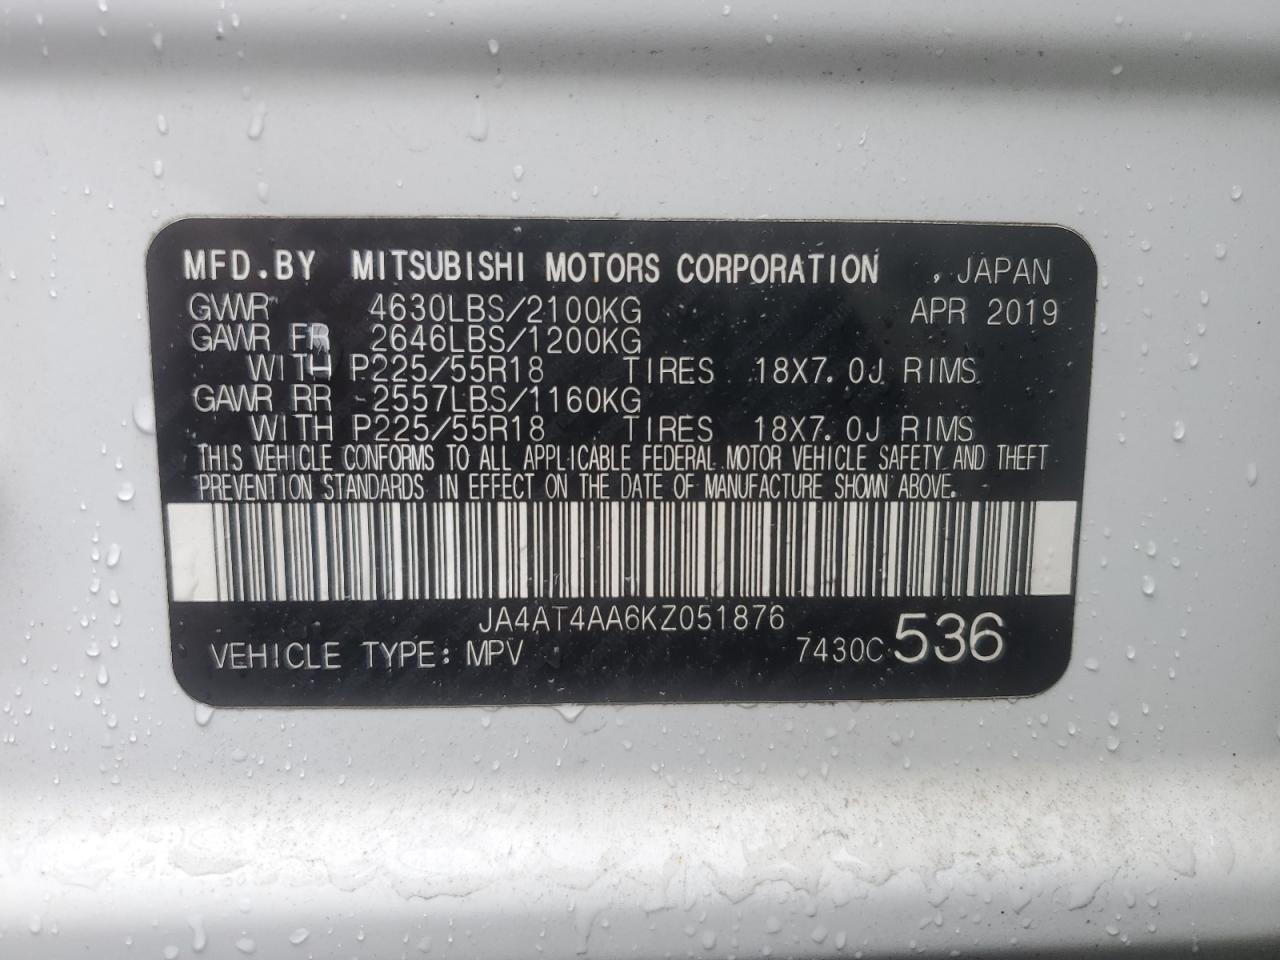 MFD.BY MITSUBISHI MOTORS CORPORATION , JAPAN
GVWR 4630LBS/2100KG APR 2019
GAWR FR 2646LBS/1200KG
WITH P225/55R18 TIRES 18X7.0J RIMS
GAWR RR 2557LBS/1160KG
WITH P225/55R18 TIRES 18X7.0J RIMS
THIS VEHICLE CONFORMS TO ALL APPLICABLE FEDERAL MOTOR VEHICLE SAFETY AND THEFT
PREVENTION STANDARDS IN EFFECT ON THE DATE OF MANUFACTURE SHOWN ABOVE.
JA4AT4AA6KZ051876
VEHICLE TYPE: MPV 7430C 536